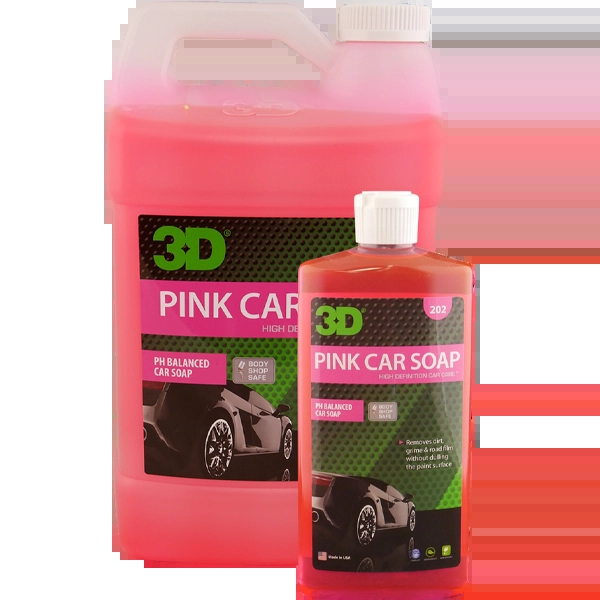 3D®
PINK CAR
HIGH DE
PH BALANCED
CAR SOAP
BODY
SHOP
SAFE
202
3D
PINK CAR SOAP
HIGH DEFINITION CAR
PH BALANCED
CAR SOAP
BODY
SHOP
SAFE
Removes dirt,
grime & road film
without dulling
the paint surface
Made in USA